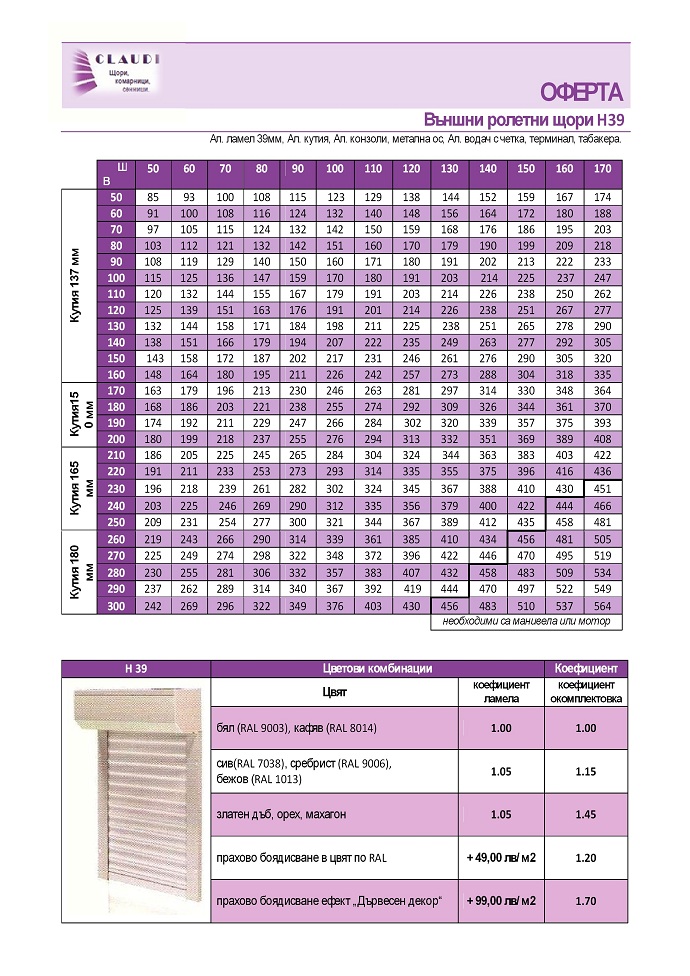 CLAUDI
Щори,
комарници,
сенници.
ОФЕРТА
Външни ролетни щори H39
Ал. ламел 39мм, Ал. кутия, Ал. конзоли, метална ос, Ал. водач с четка, терминал, табакера.
Ш 50 60 70 80 90 100 110 120 130 140 150 160 170
В
Кутия 137 мм
50 85 93 100 108 115 123 129 138 144 152 159 167 174
60 91 100 108 116 124 132 140 148 156 164 172 180 188
70 97 105 115 124 132 142 150 159 168 176 186 195 203
80 103 112 121 132 142 151 160 170 179 190 199 209 218
90 108 119 129 140 150 160 171 180 191 202 213 222 233
100 115 125 136 147 159 170 180 191 203 214 225 237 247
110 120 132 144 155 167 179 191 203 214 226 238 250 262
120 125 139 151 163 176 191 201 214 226 238 251 267 277
130 132 144 158 171 184 198 211 225 238 251 265 278 290
140 138 151 166 179 194 207 222 235 249 263 277 292 305
150 143 158 172 187 202 217 231 246 261 276 290 305 320
160 148 164 180 195 211 226 242 257 273 288 304 318 335
Кутия15
0 мм
170 163 179 196 213 230 246 263 281 297 314 330 348 364
180 168 186 203 221 238 255 274 292 309 326 344 361 370
190 174 192 211 229 247 266 284 302 320 339 357 375 393
200 180 199 218 237 255 276 294 313 332 351 369 389 408
Кутия 165
мм
210 186 205 225 245 265 284 304 324 344 363 383 403 422
220 191 211 233 253 273 293 314 335 355 375 396 416 436
230 196 218 239 261 282 302 324 345 367 388 410 430 451
240 203 225 246 269 290 312 335 356 379 400 422 444 466
250 209 231 254 277 300 321 344 367 389 412 435 458 481
Кутия 180
мм
260 219 243 266 290 314 339 361 385 410 434 456 481 505
270 225 249 274 298 322 348 372 396 422 446 470 495 519
280 230 255 281 306 332 357 383 407 432 458 483 509 534
290 237 262 289 314 340 367 392 419 444 470 497 522 549
300 242 269 296 322 349 376 403 430 456 483 510 537 564
необходими са манивела или мотор
Н 39 Цветови комбинации Коефициент
Цвят
коефициент
ламела
коефициент
окомплектовка
бял (RAL 9003), кафяв (RAL 8014) 1.00 1.00
сив(RAL 7038), сребрист (RAL 9006),
бежов (RAL 1013) 1.05 1.15
златен дъб, орех, махагон 1.05 1.45
прахово боядисване в цвят по RAL + 49,00 лв/ м2 1.20
прахово боядисване ефект „Дървесен декор“ + 99,00 лв/ м2 1.70